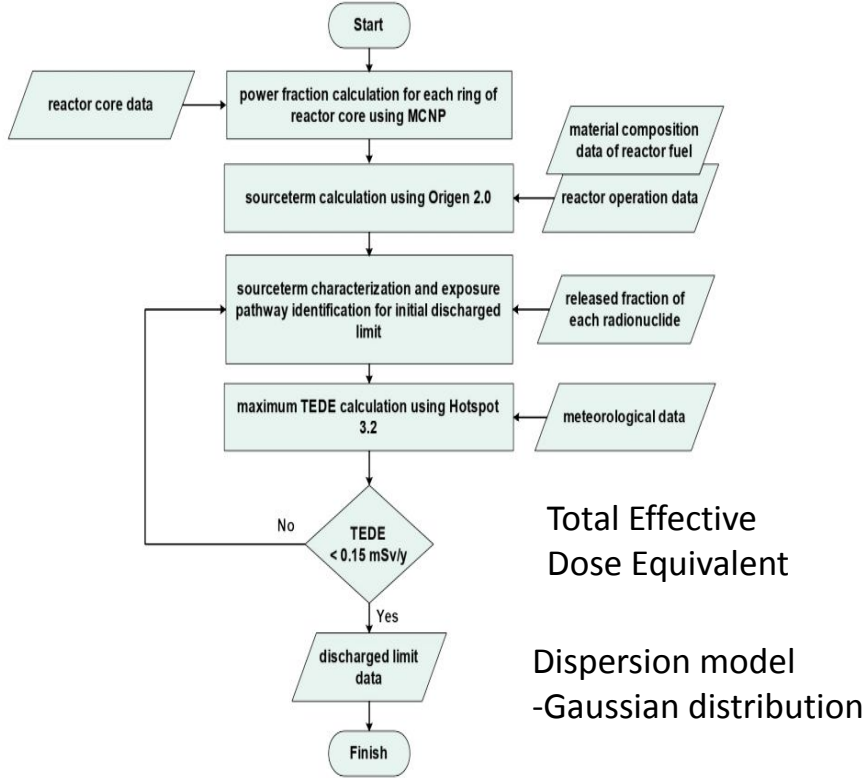 Start
reactor core data
power fraction calculation for each ring of
reactor core using MCNP
material composition
data of reactor fuel
sourceterm calculation using Origen 2.0
reactor operation data
sourceterm characterization and exposure
pathway identification for initial discharged
limit
released fraction of
each radionuclide
maximum TEDE calculation using Hotspot
3.2
meteorological data
No
TEDE
< 0.15 mSv/y
Total Effective
Dose Equivalent
Yes
discharged limit
data
Dispersion model
-Gaussian distribution
Finish